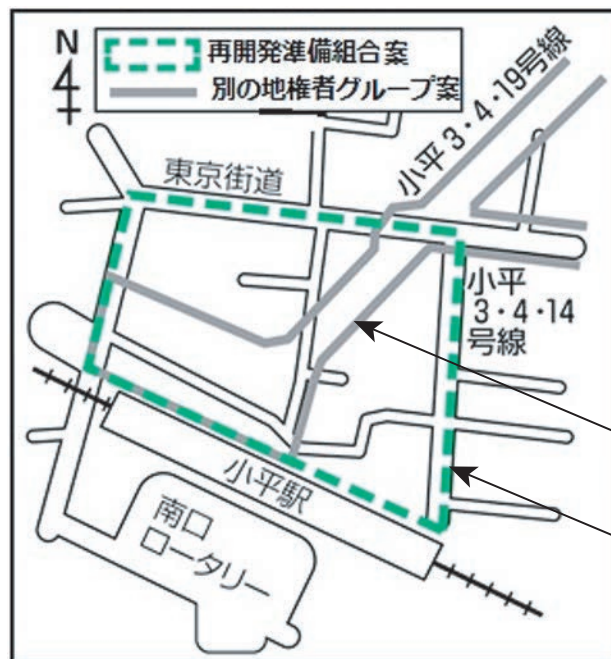 N
再開発準備組合案
別の地権者グループ案
小平3・4・19号線
東京街道
小平
3・4・14
号線
小平駅
南口
ロータリー